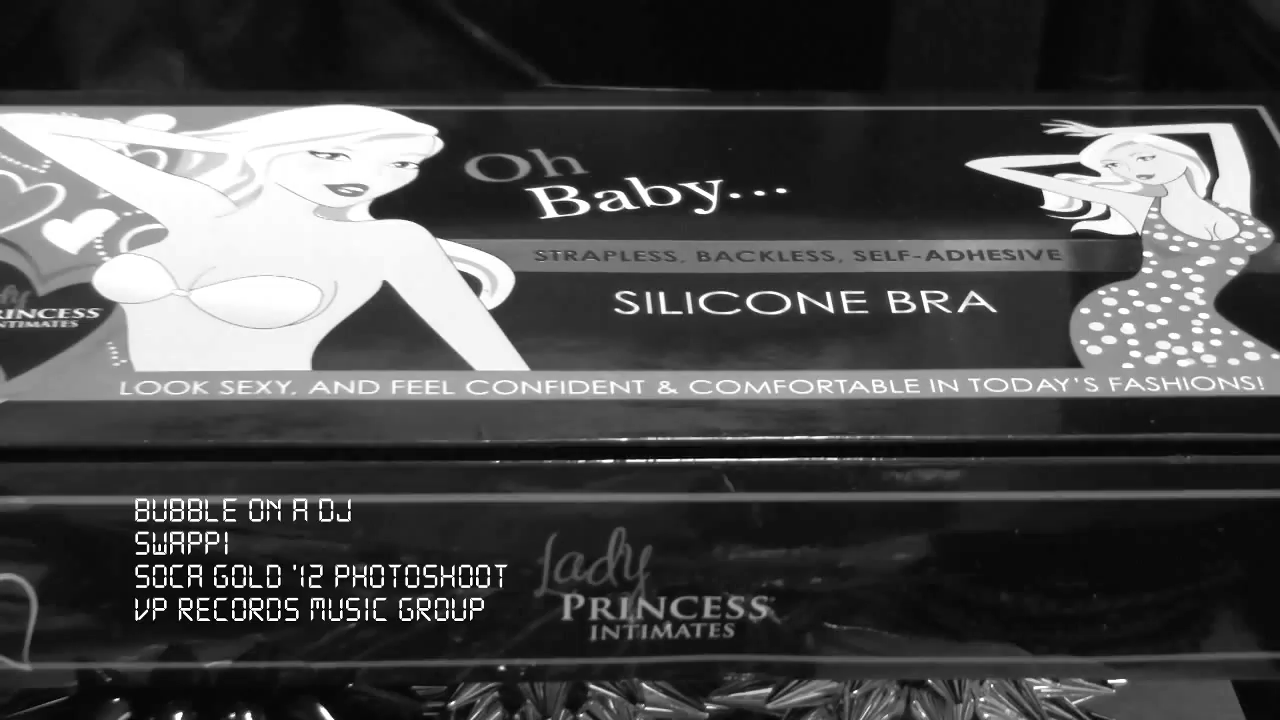 Oh
Baby...
STRAPLESS, BACKLESS, SELF-ADHESIVE
SILICONE BRA
PRINCESS
INTIMATES
LOOK SEXY, AND FEEL CONFIDENT & COMFORTABLE IN TODAY'S FASHIONS!
BUBBLE ON A DJ
SWAPPI
SOCA GOLD '12 PHOTOSHOOT
VP RECORDS MUSIC GROUP
Lady
PRINCESS
INTIMATES